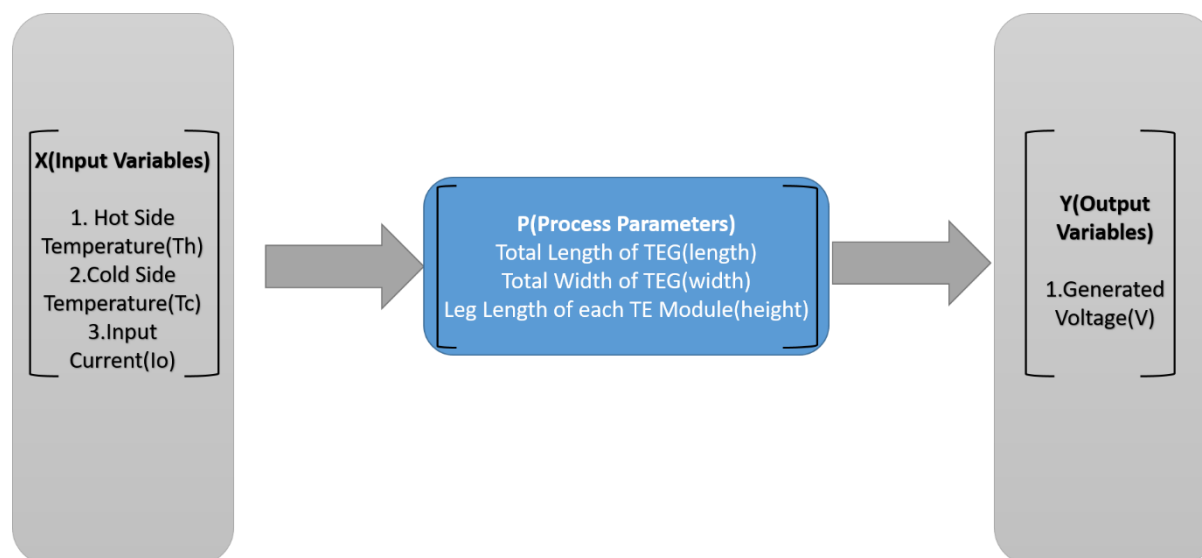 X(Input Variables)
1. Hot Side
Temperature(Th)
2.Cold Side
Temperature(Tc)
3.Input
Current(Io)
P(Process Parameters)
Total Length of TEG(length)
Total Width of TEG(width)
Leg Length of each TE Module(height)
Y(Output
Variables)
1.Generated
Voltage(V)